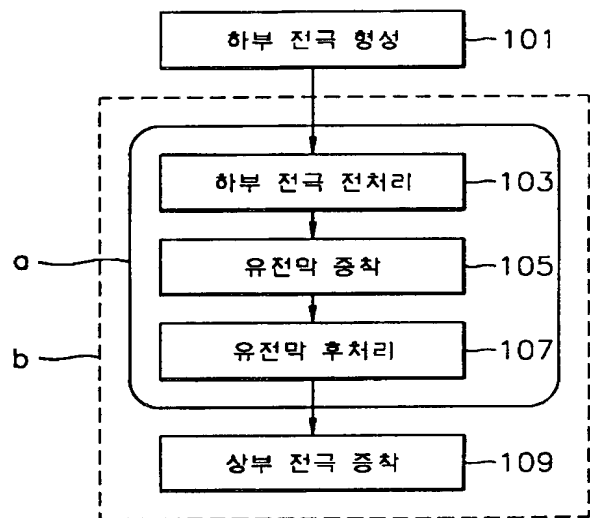 하부 전극 형성 101
하부 전극 전처리 103
a
유전막 증착 105
b
유전막 후처리 107
상부 전극 증착 109